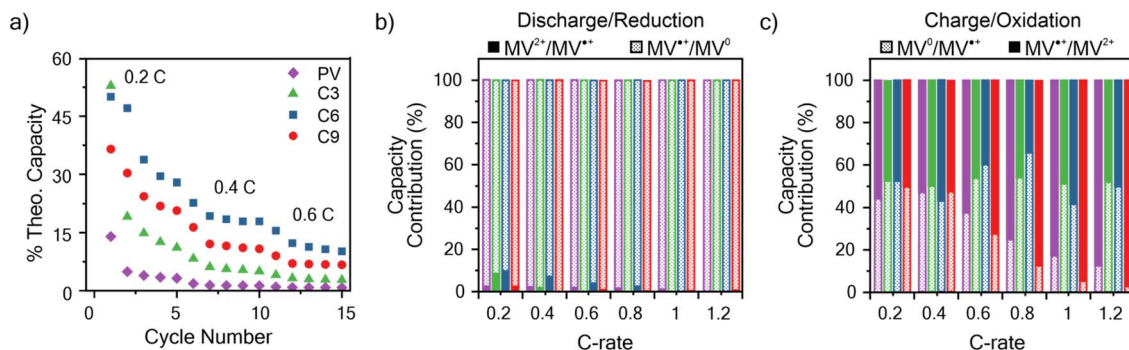 a)
% Theo. Capacity
60
45
30
15
0
0.2 C
0.4 C
0.6 C
PV
C3
C6
C9
0 5 10 15
Cycle Number
b)
Discharge/Reduction
MV²⁺/MV•⁺ MV•⁺/MV⁰
Capacity
Contribution (%)
100
80
60
40
20
0
0.2 0.4 0.6 0.8 1 1.2
C-rate
c)
Charge/Oxidation
MV⁰/MV•⁺ MV•⁺/MV²⁺
Capacity
Contribution (%)
100
80
60
40
20
0
0.2 0.4 0.6 0.8 1 1.2
C-rate